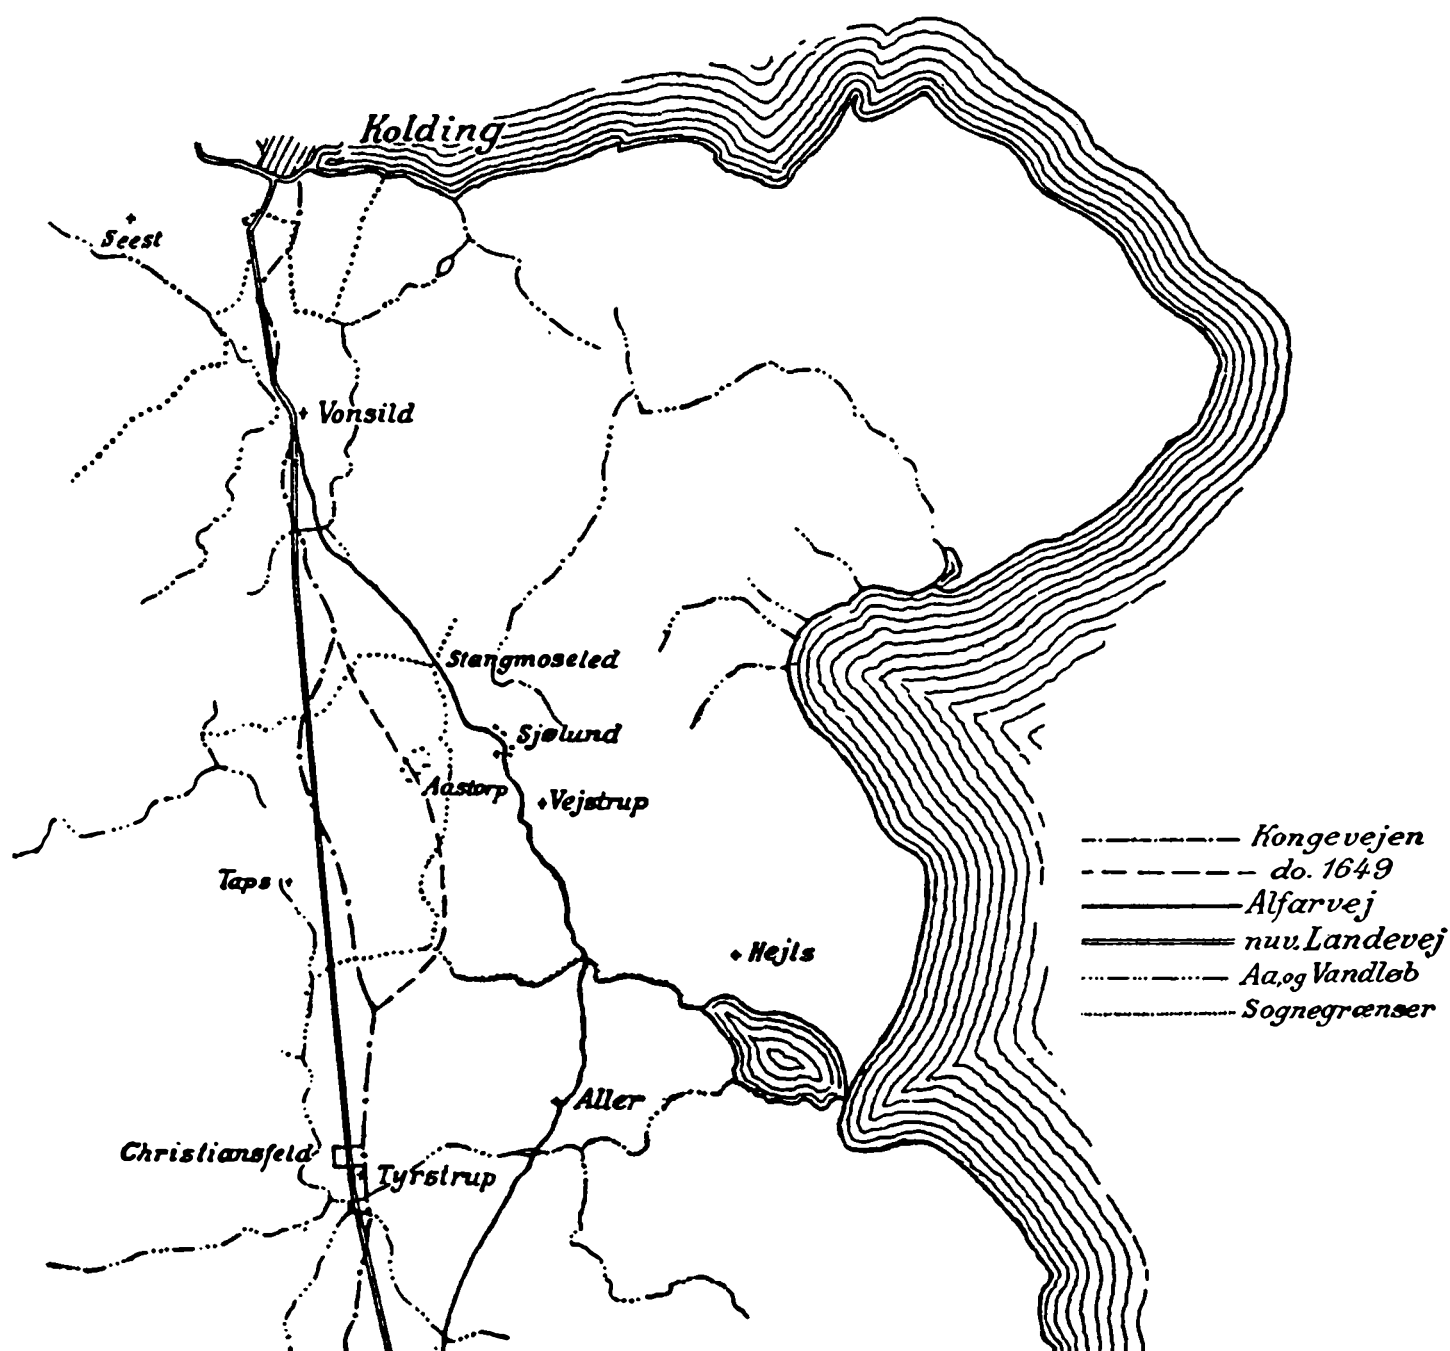 Kolding
Seest
Vonsild
Stangmoseled
Sjølund
Aastorp
Vejstrup
Taps
Hejls
Aller
Christiansfeld
Tyrstrup
Kongevejen
do. 1649
Alfarvej
nuv. Landevej
Aa, og Vandløb
Sognegrænser